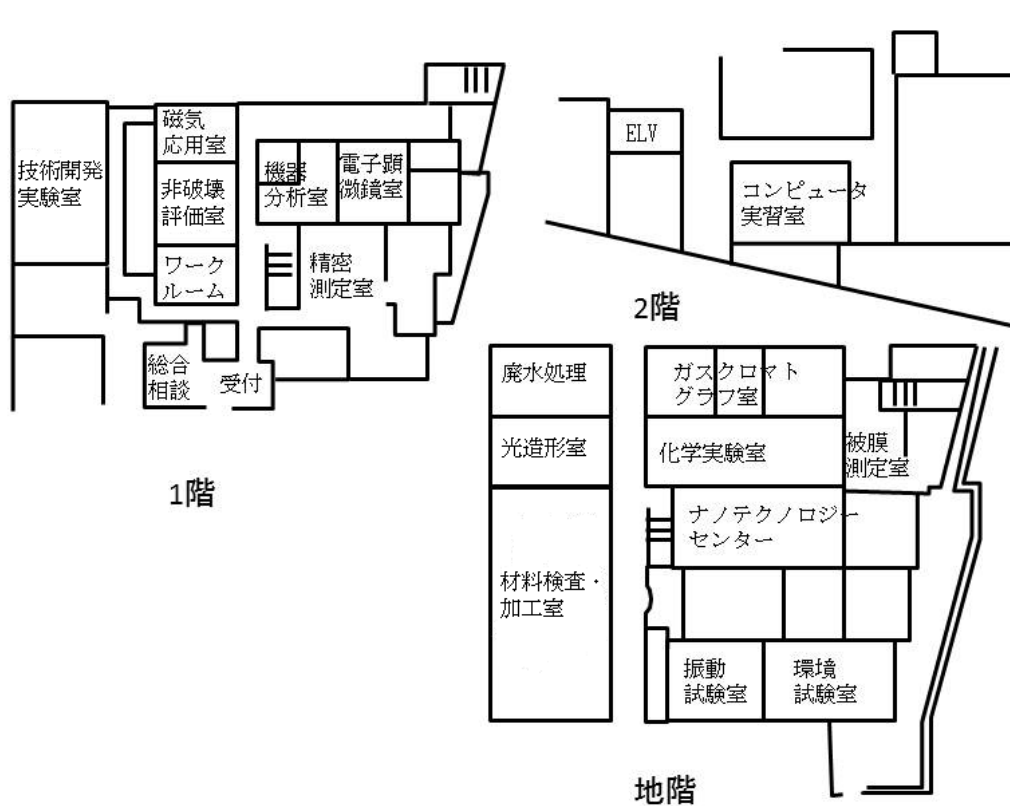 磁気
応用室
技術開発
実験室
非破壊
評価室
ワーク
ルーム
機器
分析室
電子顕
微鏡室
精密
測定室
総合
相談
受付
1階
ELV
コンピュータ
実習室
2階
廃水処理
光造形室
材料検査・
加工室
ガスクロマト
グラフ室
化学実験室
被膜
測定室
ナノテクノロジー
センター
振動
試験室
環境
試験室
地階